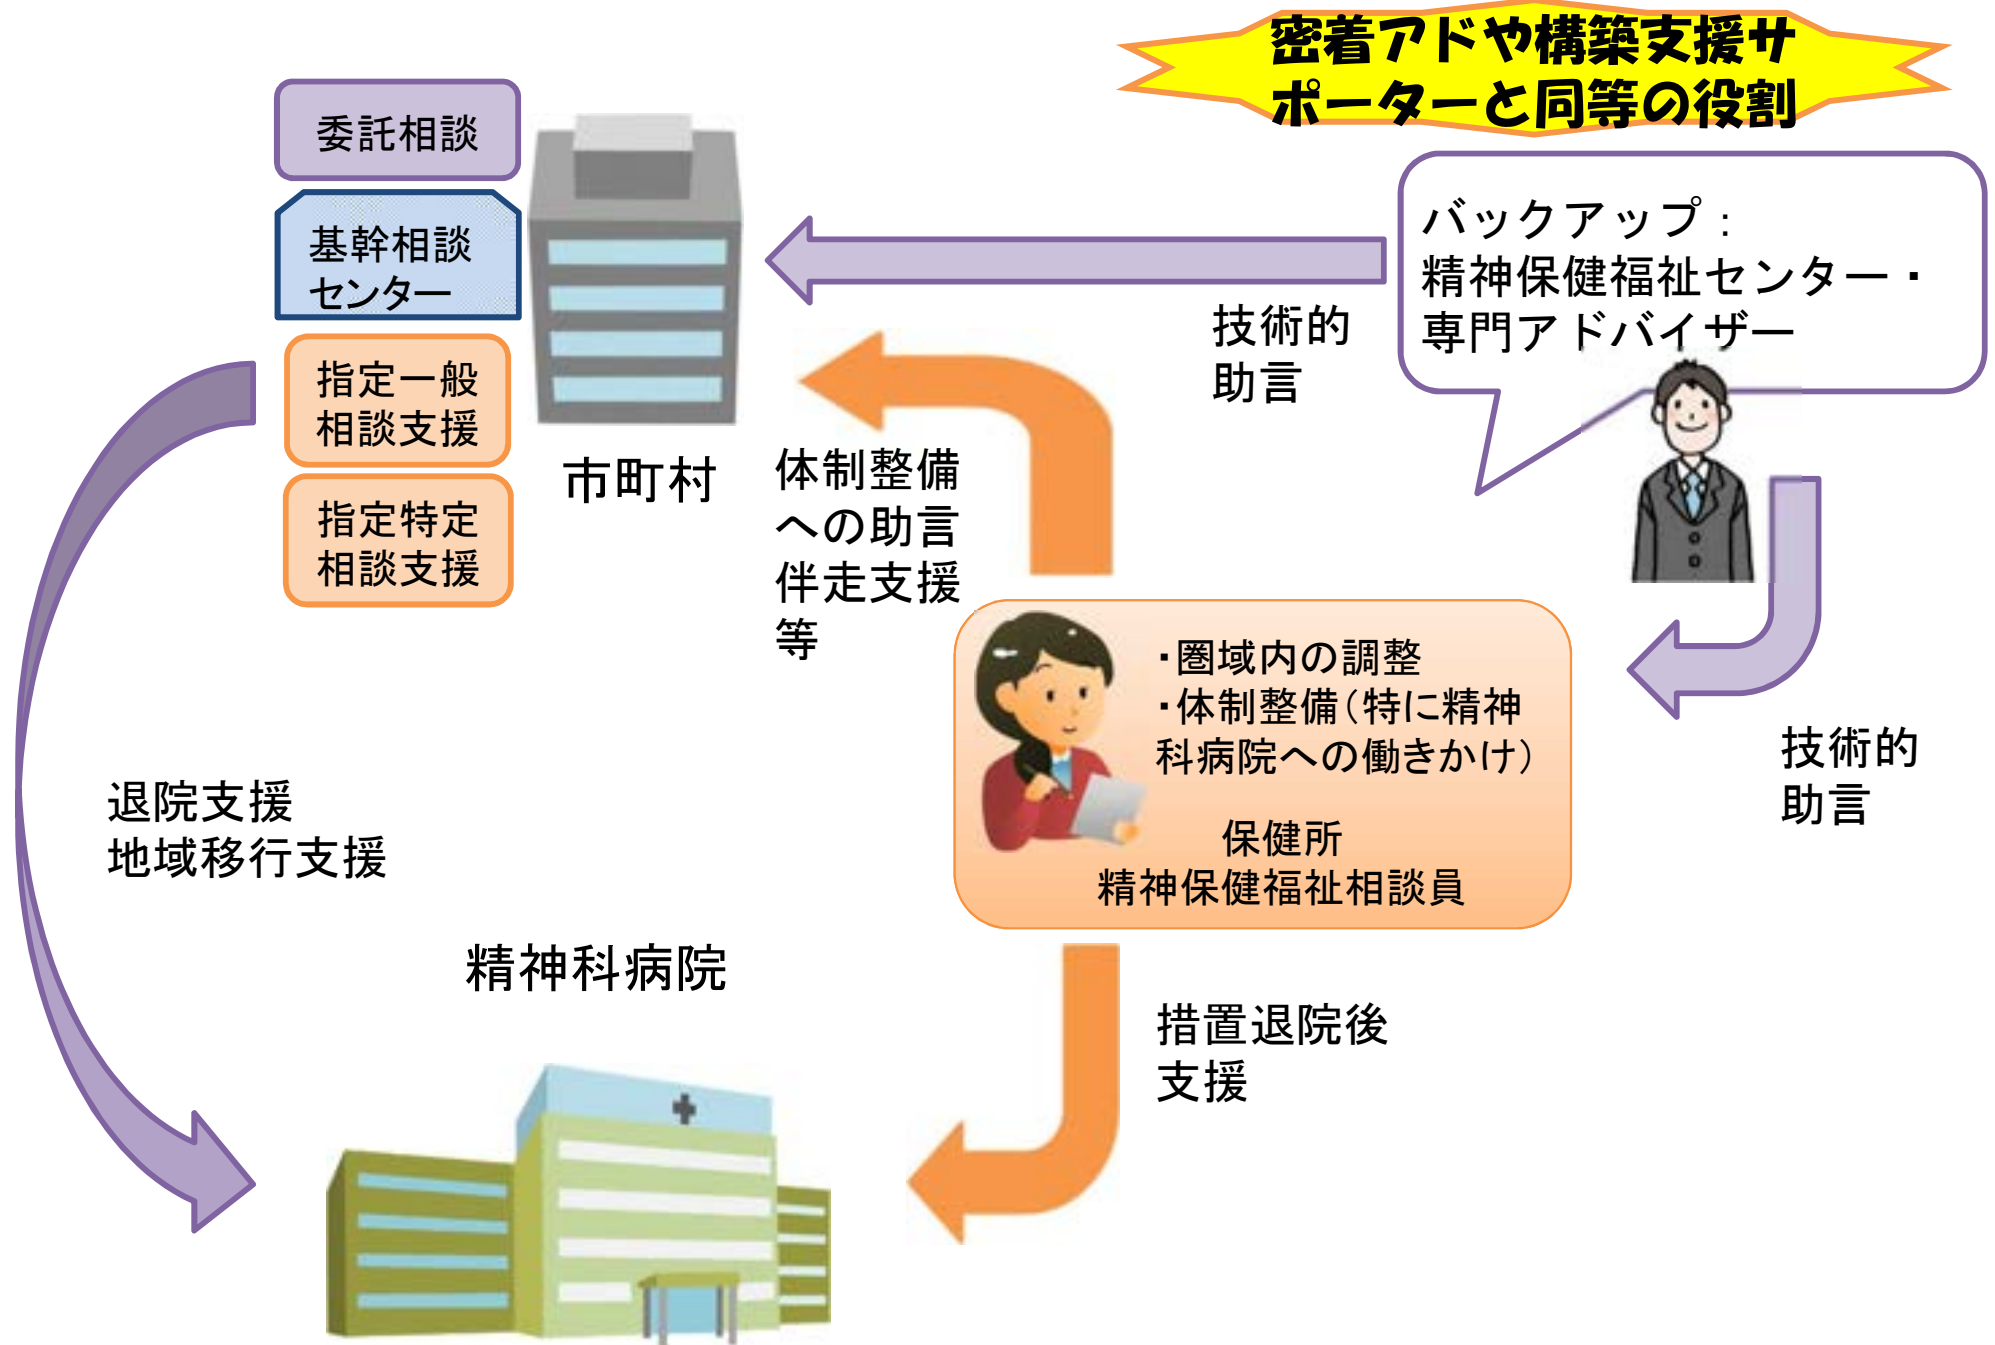 密着アドや構築支援サ
ポーターと同等の役割
委託相談
基幹相談
センター
指定一般
相談支援
指定特定
相談支援
市町村
バックアップ：
精神保健福祉センター・
専門アドバイザー
技術的
助言
体制整備
への助言
伴走支援
等
・圏域内の調整
・体制整備（特に精神
科病院への働きかけ）
保健所
精神保健福祉相談員
技術的
助言
退院支援
地域移行支援
精神科病院
措置退院後
支援